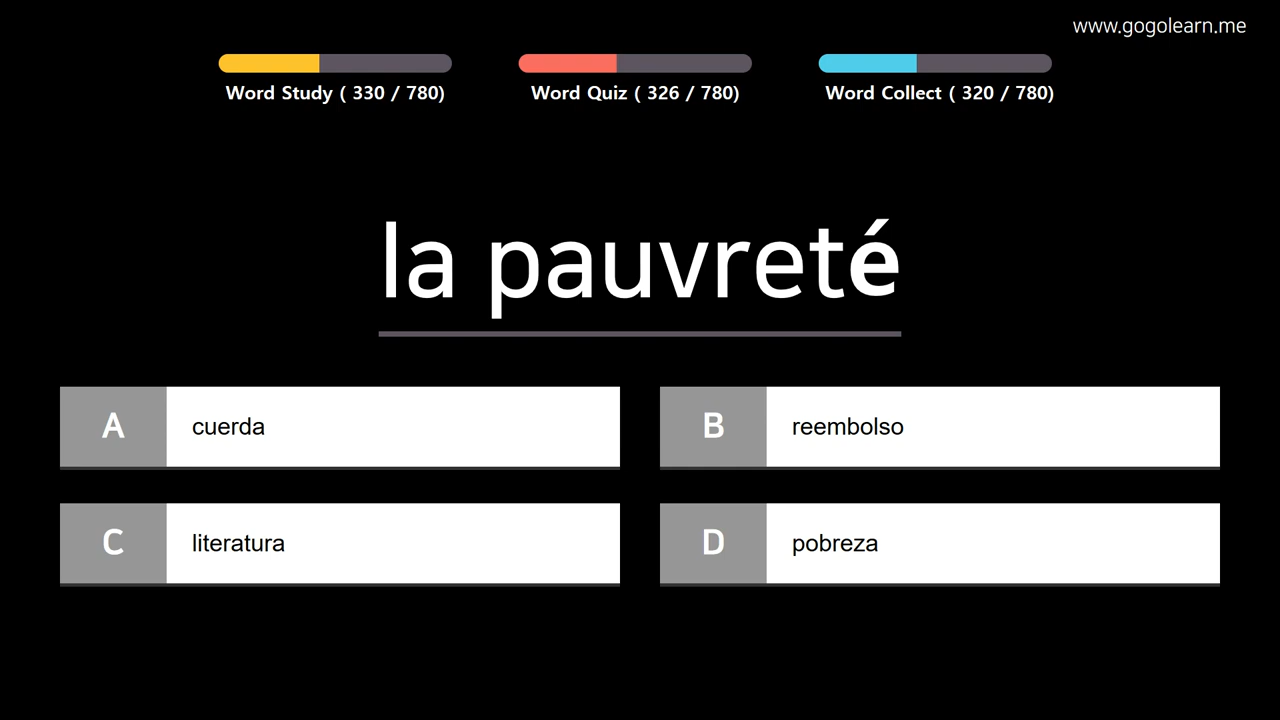 www.gogolearn.me
Word Study ( 330 / 780)
Word Quiz ( 326 / 780)
Word Collect ( 320 / 780)
la pauvreté
A
cuerda
B
reembolso
C
literatura
D
pobreza